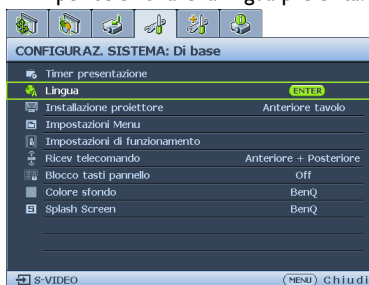 CONFIGURAZ. SISTEMA: Di base
Timer presentazione
Lingua ENTER
Installazione proiettore Anteriore tavolo
Impostazioni Menu
Impostazioni di funzionamento
Ricev telecomando Anteriore + Posteriore
Blocco tasti pannello Off
Colore sfondo BenQ
Splash Screen BenQ
S-VIDEO MENU Chiudi